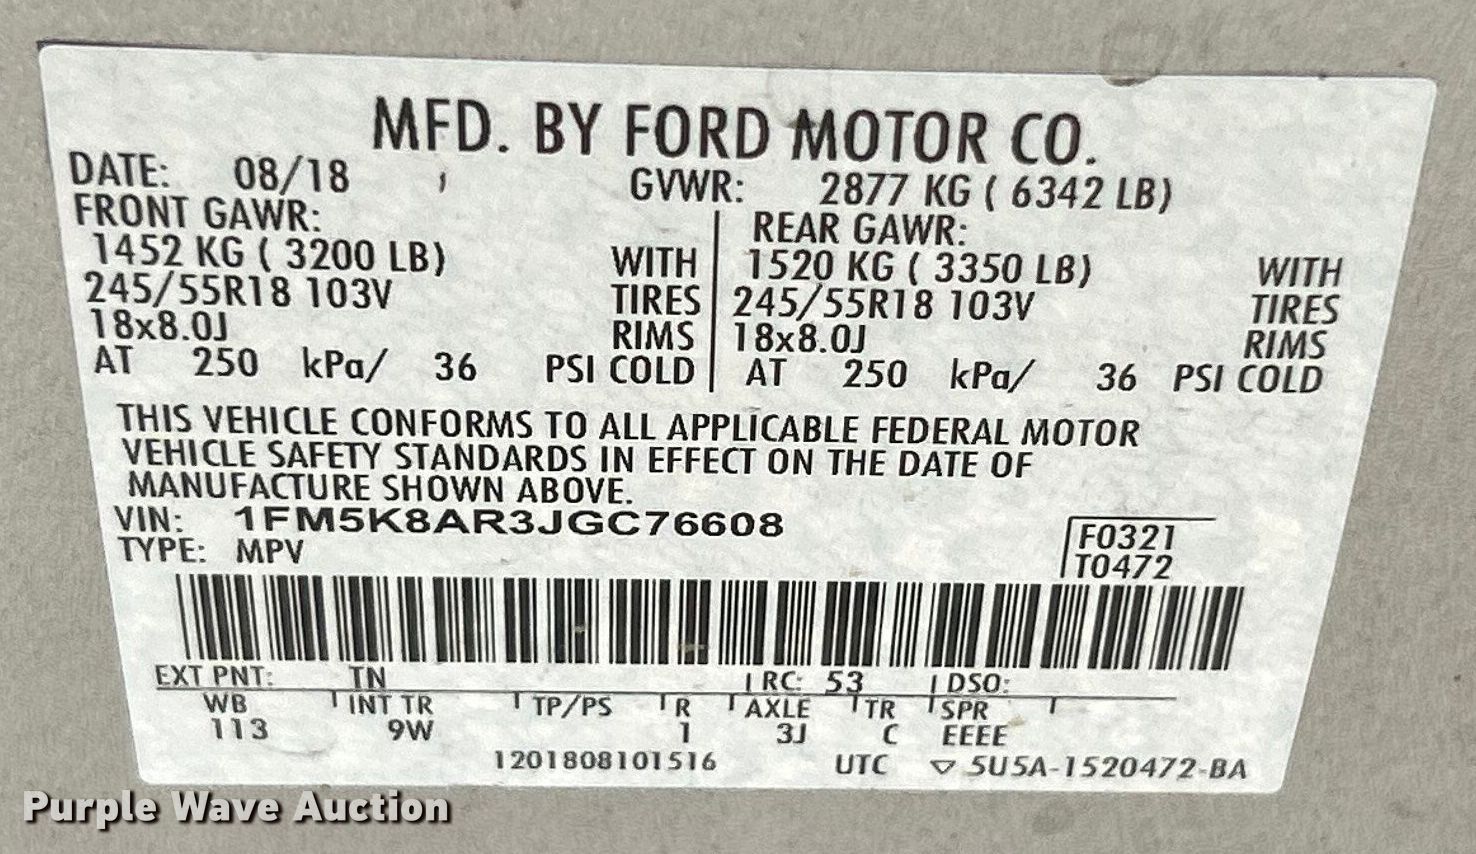 MFD. BY FORD MOTOR CO.
DATE: 08/18 GVWR: 2877 KG ( 6342 LB)
FRONT GAWR: REAR GAWR:
1452 KG ( 3200 LB) WITH 1520 KG ( 3350 LB) WITH
245/55R18 103V TIRES 245/55R18 103V TIRES
18x8.0J RIMS 18x8.0J RIMS
AT 250 kPa/ 36 PSI COLD AT 250 kPa/ 36 PSI COLD
THIS VEHICLE CONFORMS TO ALL APPLICABLE FEDERAL MOTOR
VEHICLE SAFETY STANDARDS IN EFFECT ON THE DATE OF
MANUFACTURE SHOWN ABOVE.
VIN: 1FM5K8AR3JGC76608
TYPE: MPV
F0321
T0472
EXT PNT: TN RC: 53 DSO:
WB INT TR TP/PS R AXLE TR SPR
113 9W 1 3J C EEEE
1201808101516 UTC ▽ 5U5A-1520472-BA
Purple Wave Auction